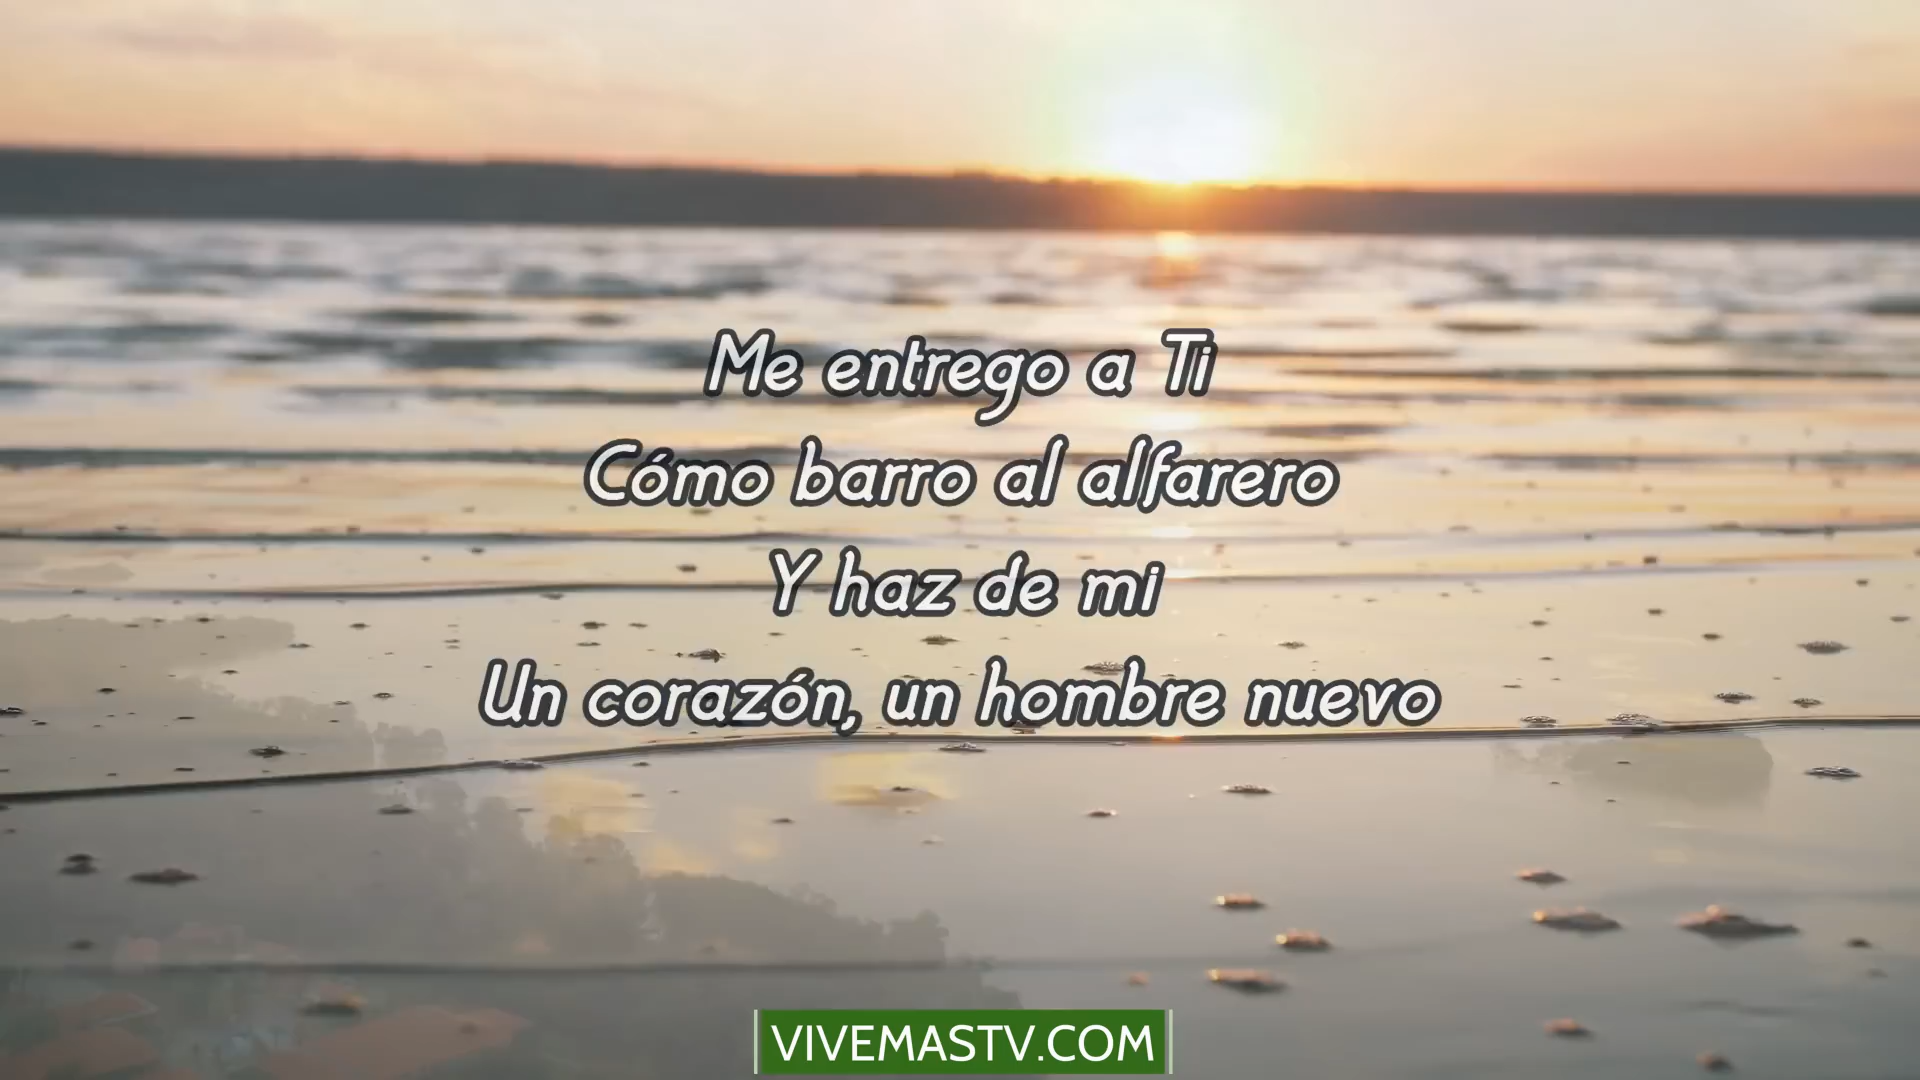 Me entrego a Ti
Cómo barro al alfarero
Y haz de mi
Un corazón, un hombre nuevo
VIVEMASTV.COM